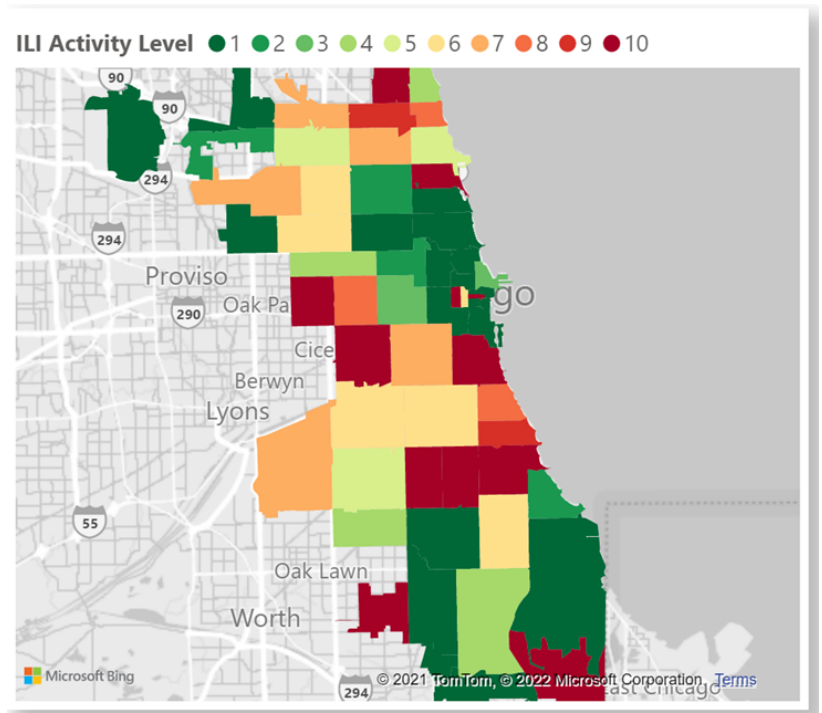 ILI Activity Level 1 2 3 4 5 6 7 8 9 10
90
90
294
294
Proviso
290
Oak Pa
go
Cice
Berwyn
Lyons
55
Oak Lawn
Worth
Microsoft Bing
294
© 2021 TomTom, © 2022 Microsoft Corporation Terms
East Chicago